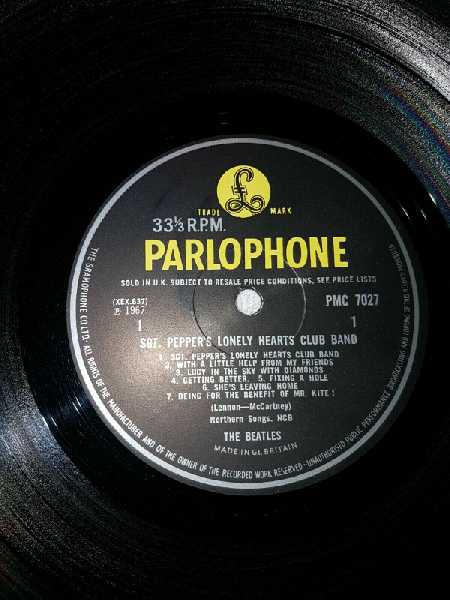 TRADE MARK
33⅓ R.P.M.
PARLOPHONE
SOLD IN U.K. SUBJECT TO RESALE PRICE CONDITIONS, SEE PRICE LISTS
(XEX.637) PMC 7027
℗ 1967
1 1
SGT. PEPPER'S LONELY HEARTS CLUB BAND
1. SGT. PEPPER'S LONELY HEARTS CLUB BAND
2. WITH A LITTLE HELP FROM MY FRIENDS
3. LUCY IN THE SKY WITH DIAMONDS
4. GETTING BETTER. 5. FIXING A HOLE
6. SHE'S LEAVING HOME
7. BEING FOR THE BENEFIT OF MR. KITE!
(Lennon—McCartney)
Northern Songs, NCB
THE BEATLES
MADE IN GT. BRITAIN
THE GRAMOPHONE CO. LTD. ALL RIGHTS OF THE MANUFACTURER AND OF THE OWNER OF THE RECORDED WORK RESERVED · UNAUTHORISED PUBLIC PERFORMANCE